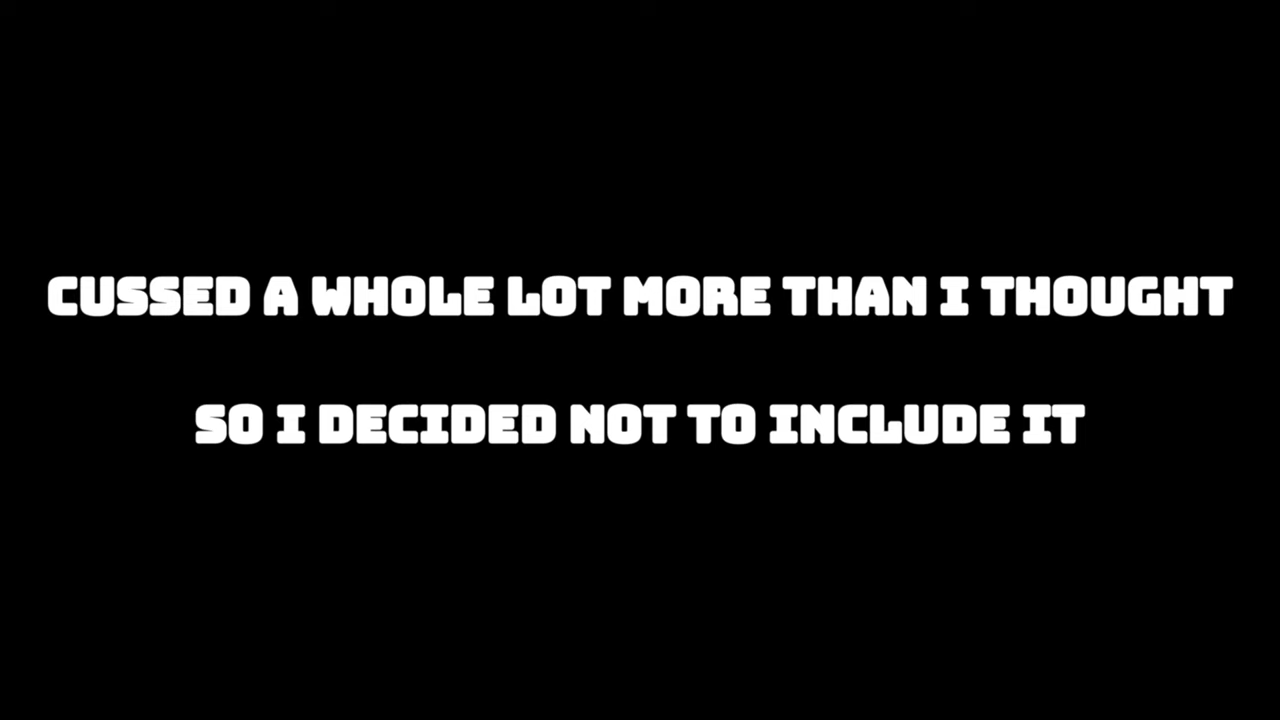 CUSSED A WHOLE LOT MORE THAN I THOUGHT
SO I DECIDED NOT TO INCLUDE IT